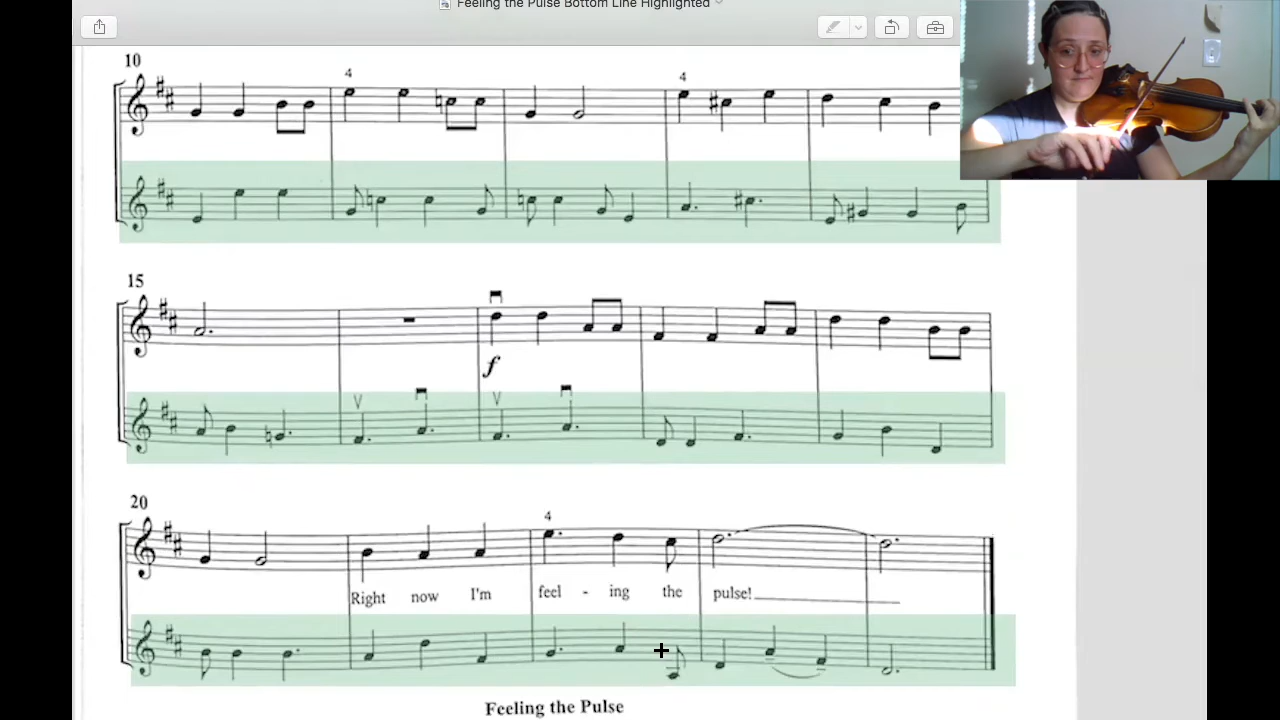 Feeling the Pulse Bottom Line Highlighted
10
4
4
15
f
20
4
Right now I'm feel - ing the pulse!
Feeling the Pulse